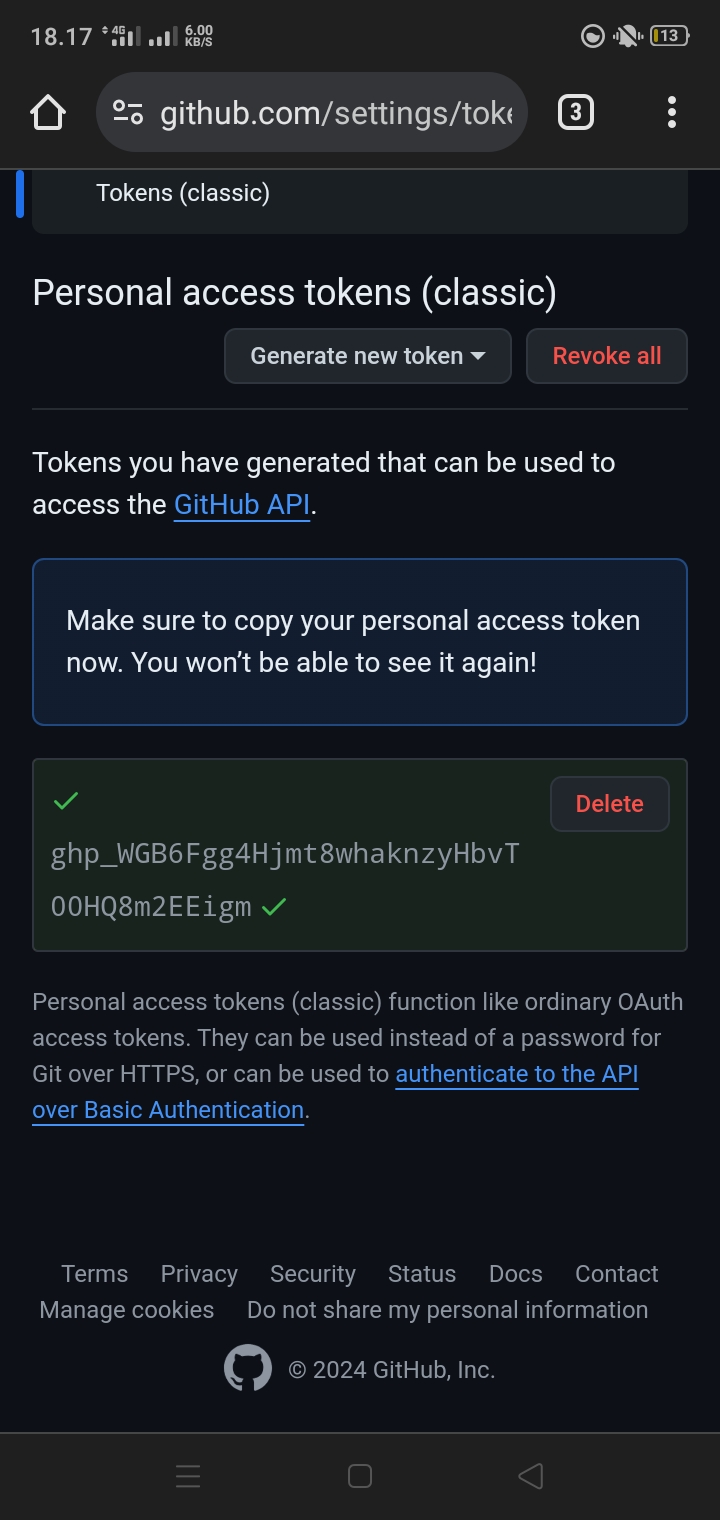 18.17 4G 6.00
KB/S
13
github.com/settings/toke
3
Tokens (classic)
Personal access tokens (classic)
Generate new token
Revoke all
Tokens you have generated that can be used to
access the GitHub API.
Make sure to copy your personal access token
now. You won’t be able to see it again!
Delete
ghp_WGB6Fgg4Hjmt8whaknzyHbvT
00HQ8m2EEigm
Personal access tokens (classic) function like ordinary OAuth
access tokens. They can be used instead of a password for
Git over HTTPS, or can be used to authenticate to the API
over Basic Authentication.
Terms Privacy Security Status Docs Contact
Manage cookies Do not share my personal information
© 2024 GitHub, Inc.